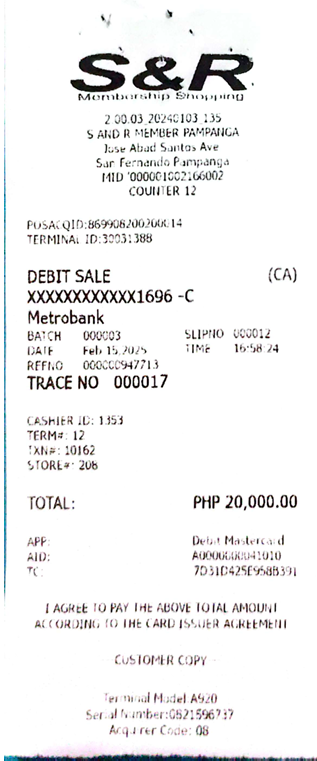 S&R
Membership Shopping
2.00.03_20240103_135
S AND R MEMBER PAMPANGA
Jose Abad Santos Ave
San Fernando Pampanga
MID '000001002166002
COUNTER 12
POSACQID:869908200200014
TERMINAL ID:30031388
DEBIT SALE (CA)
XXXXXXXXXXXX1696 -C
Metrobank
BATCH 000003 SLIPNO 000012
DATE Feb 15,2025 TIME 16:58:24
REFNO 000000947713
TRACE NO 000017
CASHIER ID: 1353
TERM#: 12
TXN#: 10162
STORE#: 208
TOTAL: PHP 20,000.00
APP: Debit Mastercard
AID: A0000000041010
TC: 7D31D425E958B391
I AGREE TO PAY THE ABOVE TOTAL AMOUNT
ACCORDING TO THE CARD ISSUER AGREEMENT
-- CUSTOMER COPY --
Terminal Model A920
Serial Number:0821596737
Acquirer Code: 08